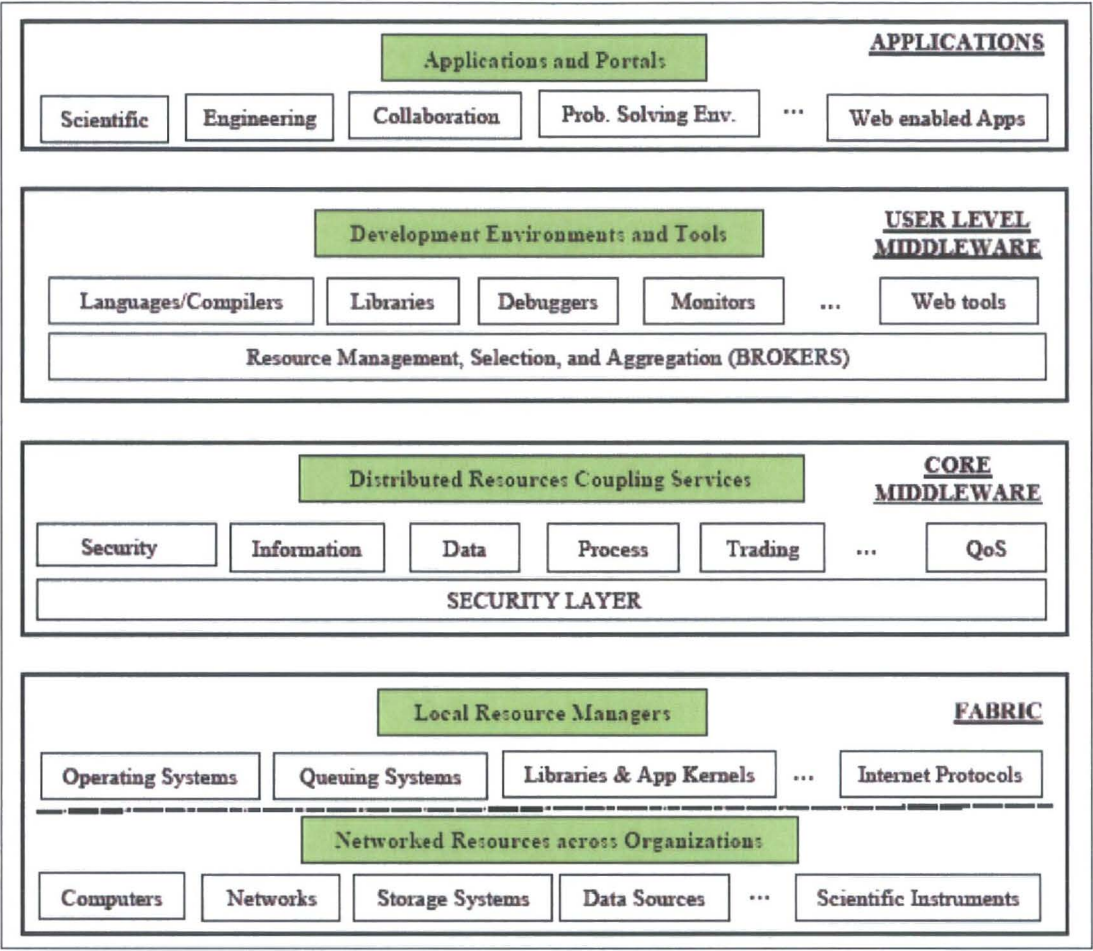 APPLICATIONS
Applications and Portals
Scientific
Engineering
Collaboration
Prob. Solving Env.
...
Web enabled Apps
USER LEVEL
MIDDLEWARE
Development Environments and Tools
Languages/Compilers
Libraries
Debuggers
Monitors
...
Web tools
Resource Management, Selection, and Aggregation (BROKERS)
CORE
MIDDLEWARE
Distributed Resources Coupling Services
Security
Information
Data
Process
Trading
...
QoS
SECURITY LAYER
FABRIC
Local Resource Managers
Operating Systems
Queuing Systems
Libraries & App Kernels
...
Internet Protocols
Networked Resources across Organizations
Computers
Networks
Storage Systems
Data Sources
...
Scientific Instruments